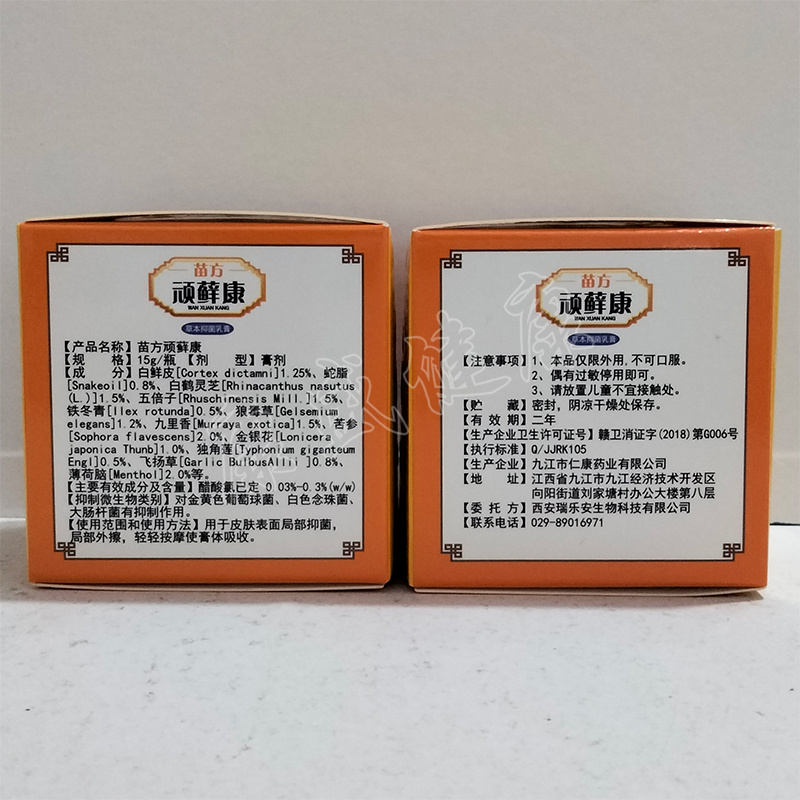 苗方
顽藓康
WAN XUAN KANG
草本抑菌乳膏
【产品名称】苗方顽藓康
【规　　格】15g/瓶【剂　　型】膏剂
【成　　分】白鲜皮[Cortex dictamni]1.25%、蛇脂
[Snakeoil]0.8%、白鹤灵芝[Rhinacanthus nasutus
(L.)]1.5%、五倍子[Rhuschinensis Mill.]1.5%、
铁冬青[Ilex rotunda]0.5%、狼毒草[Gelsemium
elegans]1.2%、九里香[Murraya exotica]1.5%、苦参
[Sophora flavescens]2.0%、金银花[Lonicera
japonica Thunb]1.0%、独角莲[Typhonium giganteum
Engl]0.5%、飞扬草[Garlic BulbusAllii ]0.8%、
薄荷脑[Menthol]2.0%等。
【主要有效成分及含量】醋酸氯已定 0.03%-0.3%(w/w)
【抑制微生物类别】对金黄色葡萄球菌、白色念珠菌、
大肠杆菌有抑制作用。
【使用范围和使用方法】用于皮肤表面局部抑菌，
局部外擦，轻轻按摩使膏体吸收。
苗方
顽藓康
WAN XUAN KANG
草本抑菌乳膏
【注意事项】1、本品仅限外用，不可口服。
2、偶有过敏停用即可。
3、请放置儿童不宜接触处。
【贮　　藏】密封，阴凉干燥处保存。
【有 效 期】二年
【生产企业卫生许可证号】赣卫消证字(2018)第G006号
【执行标准】Q/JJRK105
【生产企业】九江市仁康药业有限公司
【地　　址】江西省九江市九江经济技术开发区
向阳街道刘家塘村办公大楼第八层
【委 托 方】西安瑞乐安生物科技有限公司
【联系电话】029-89016971